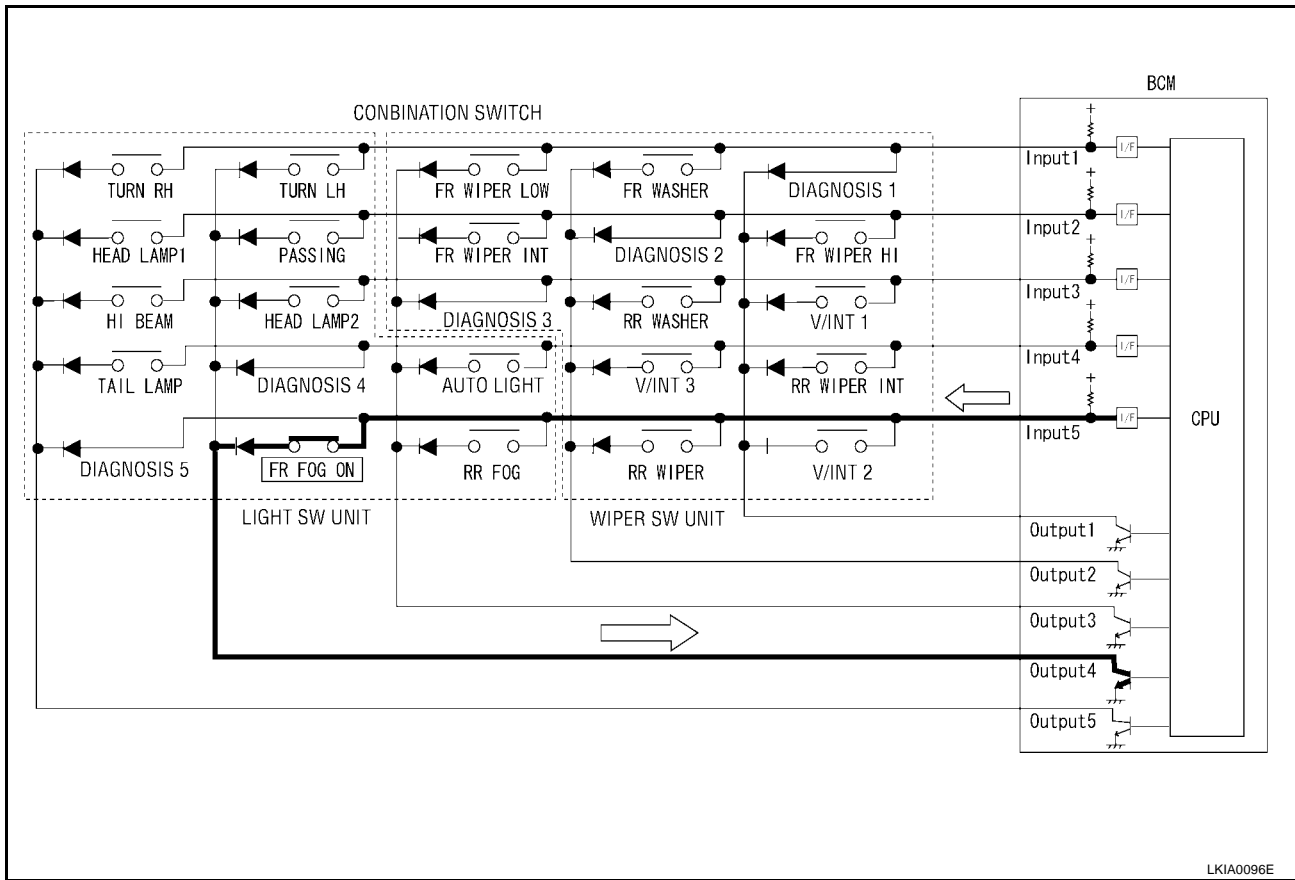 BCM
CONBINATION SWITCH
Input1
I/F
TURN RH
TURN LH
FR WIPER LOW
FR WASHER
DIAGNOSIS 1
Input2
I/F
HEAD LAMP1
PASSING
FR WIPER INT
DIAGNOSIS 2
FR WIPER HI
Input3
I/F
HI BEAM
HEAD LAMP2
DIAGNOSIS 3
RR WASHER
V/INT 1
Input4
I/F
TAIL LAMP
DIAGNOSIS 4
AUTO LIGHT
V/INT 3
RR WIPER INT
Input5
I/F
CPU
DIAGNOSIS 5
FR FOG ON
RR FOG
RR WIPER
V/INT 2
LIGHT SW UNIT
WIPER SW UNIT
Output1
Output2
Output3
Output4
Output5
LKIA0096E